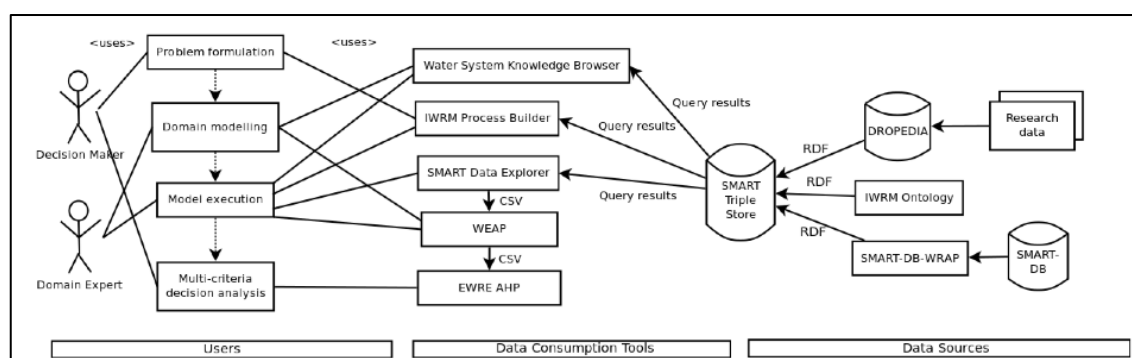 <uses>
Problem formulation
<uses>
Water System Knowledge Browser
Query results
Decision Maker
Domain modelling
IWRM Process Builder
Query results
DROPEDIA
Research
data
RDF
Model execution
SMART Data Explorer
Query results
SMART
Triple
Store
RDF
IWRM Ontology
CSV
WEAP
RDF
SMART-DB-WRAP
SMART-
DB
CSV
Domain Expert
Multi-criteria
decision analysis
EWRE AHP
Users
Data Consumption Tools
Data Sources